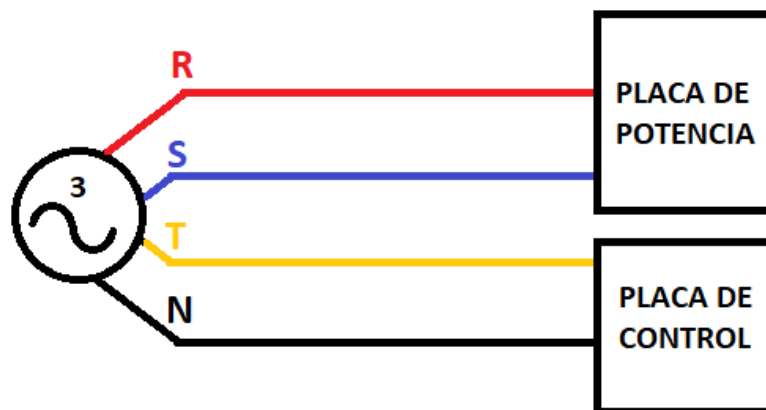 R
PLACA DE
POTENCIA
S
3
T
PLACA DE
CONTROL
N